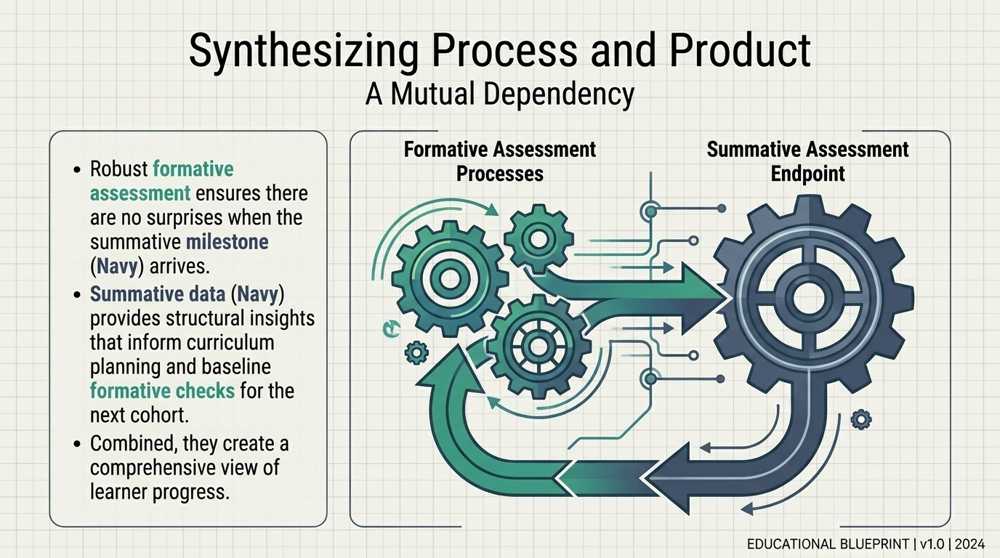 Synthesizing Process and Product
A Mutual Dependency
• Robust formative
assessment ensures there
are no surprises when the
summative milestone
(Navy) arrives.
• Summative data (Navy)
provides structural insights
that inform curriculum
planning and baseline
formative checks for the
next cohort.
• Combined, they create a
comprehensive view of
learner progress.
Formative Assessment
Processes
Summative Assessment
Endpoint
EDUCATIONAL BLUEPRINT | v1.0 | 2024